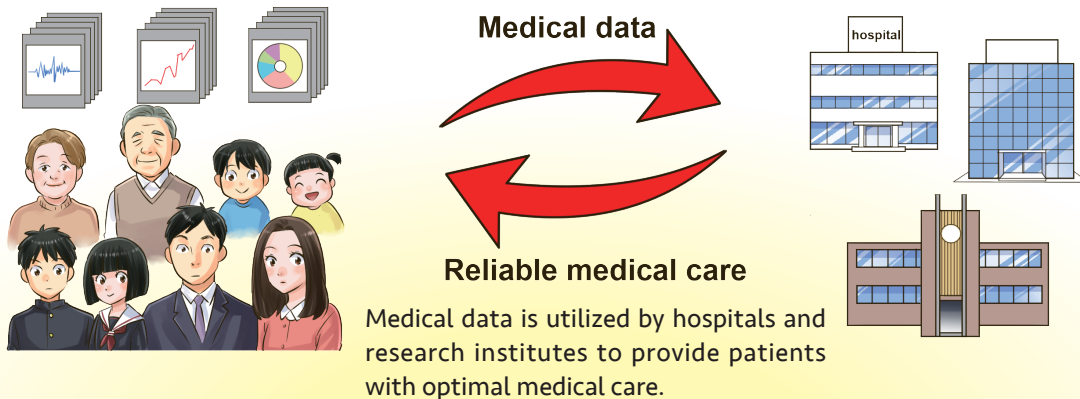 Medical data
hospital
Reliable medical care
Medical data is utilized by hospitals and
research institutes to provide patients
with optimal medical care.